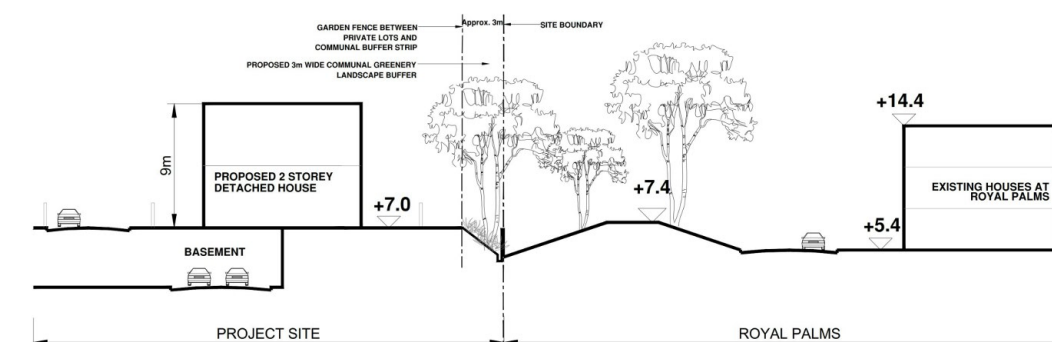 GARDEN FENCE BETWEEN
PRIVATE LOTS AND
COMMUNAL BUFFER STRIP
Approx. 3m
SITE BOUNDARY
PROPOSED 3m WIDE COMMUNAL GREENERY
LANDSCAPE BUFFER
+14.4
9m
PROPOSED 2 STOREY
DETACHED HOUSE
+7.0
+7.4
EXISTING HOUSES AT
ROYAL PALMS
+5.4
BASEMENT
PROJECT SITE
ROYAL PALMS